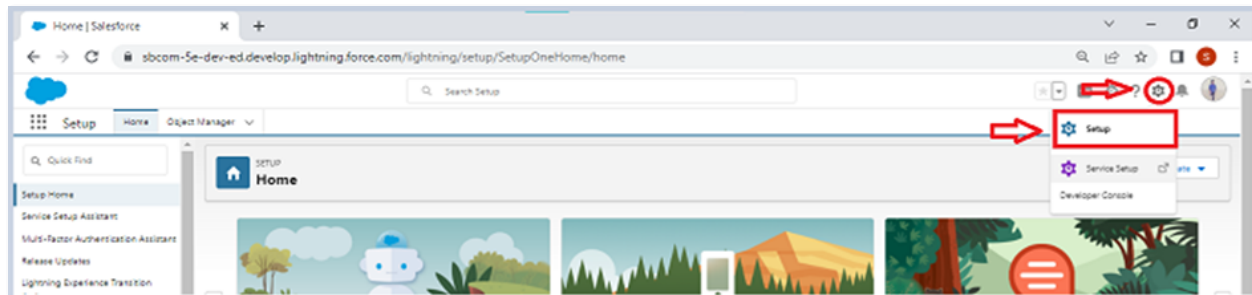 Home | Salesforce
sbcom-5e-dev-ed.develop.lightning.force.com/lightning/setup/SetupOneHome/home
S
Search Setup
?
Setup Home Object Manager
Setup
Quick Find
SETUP
Home
Service Setup
Setup Home
Developer Console
Service Setup Assistant
Multi-Factor Authentication Assistant
Release Updates
Lightning Experience Transition